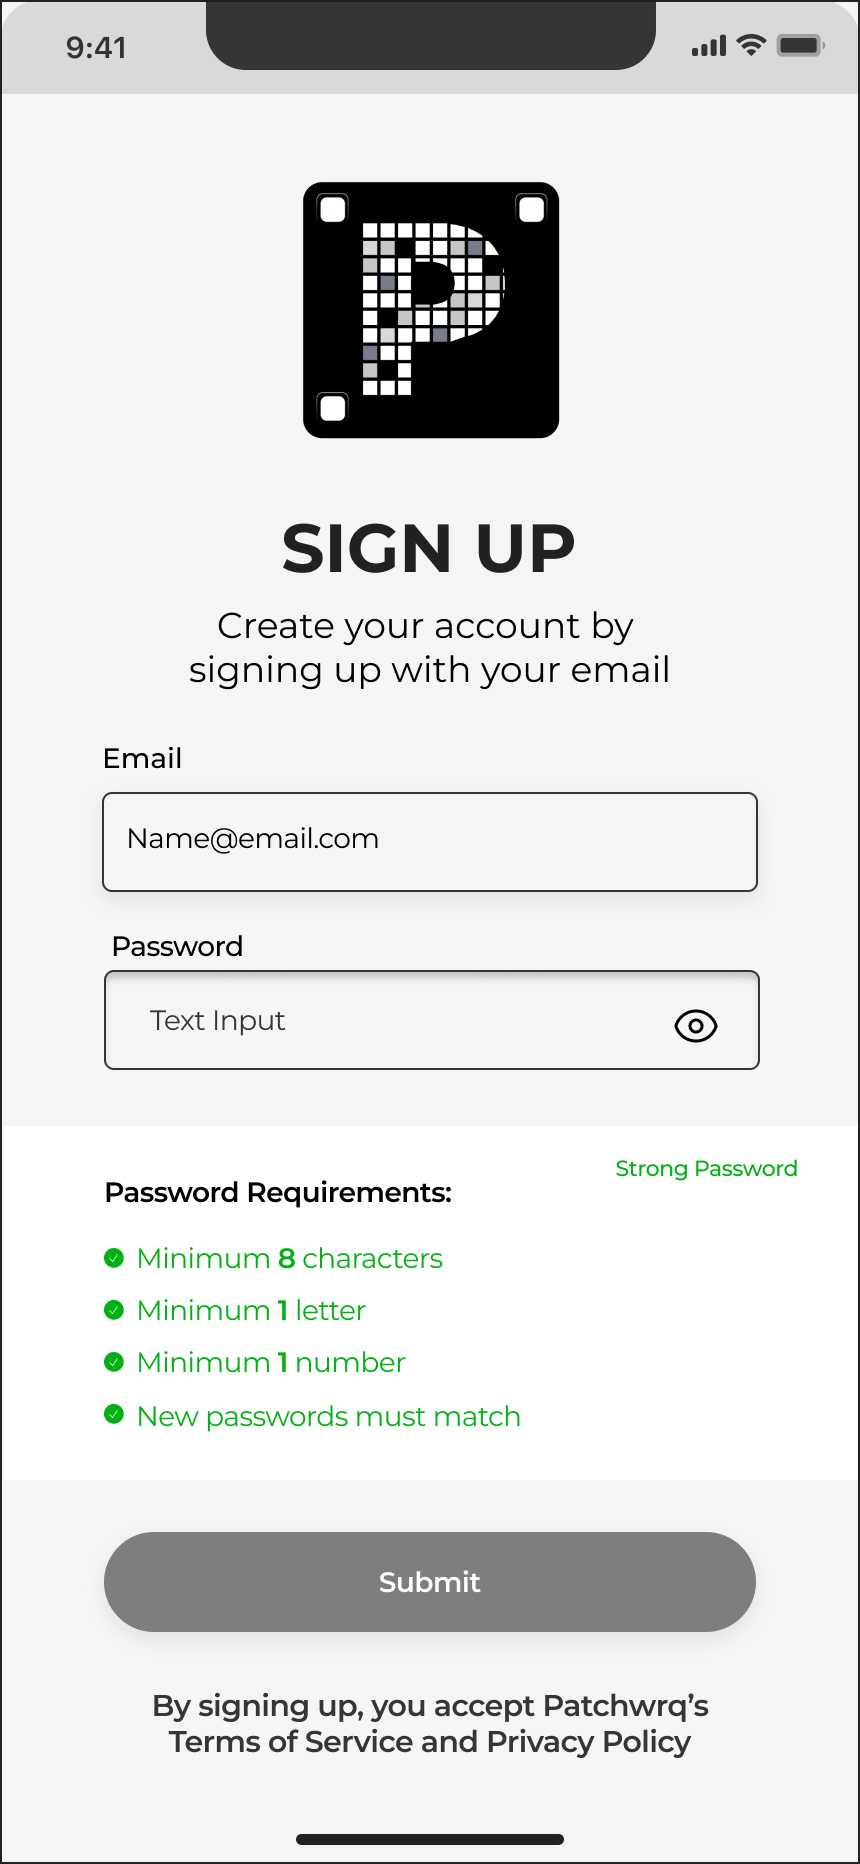 9:41
P
SIGN UP
Create your account by
signing up with your email
Email
Name@email.com
Password
Text Input
Strong Password
Password Requirements:
Minimum 8 characters
Minimum 1 letter
Minimum 1 number
New passwords must match
Submit
By signing up, you accept Patchwrq’s
Terms of Service and Privacy Policy